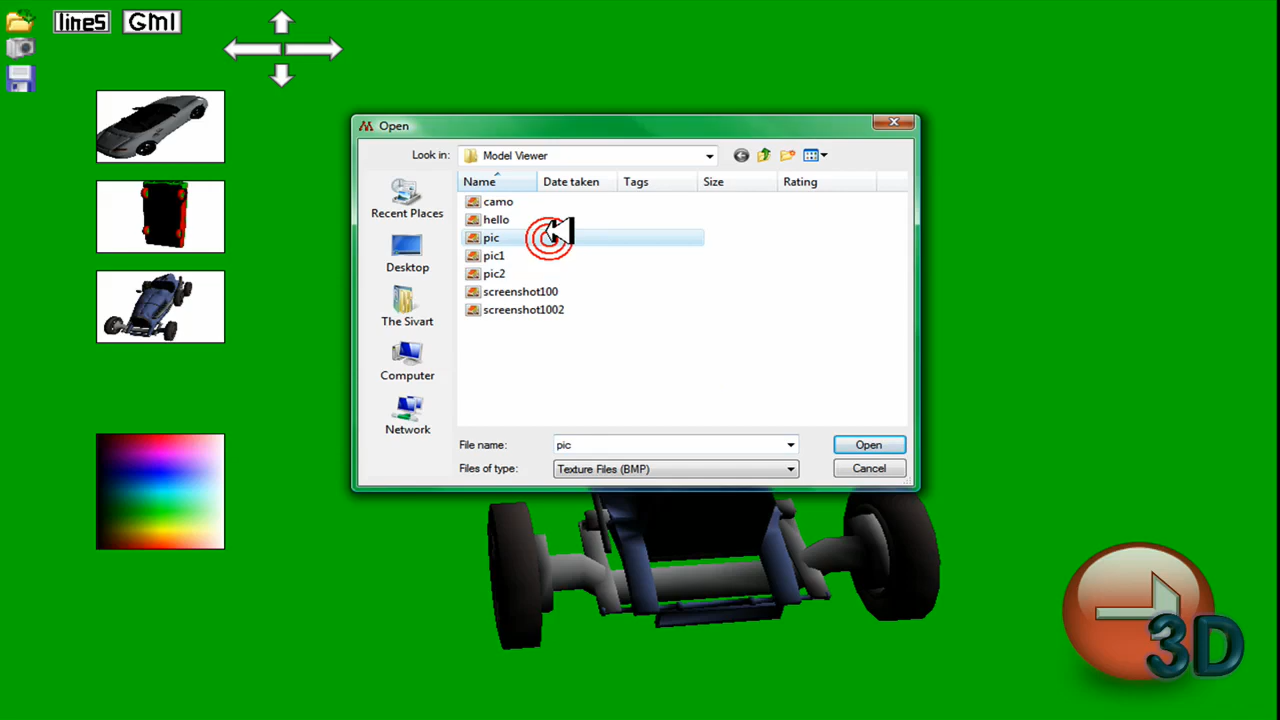 lines Gml
Open
Look in: Model Viewer
Name Date taken Tags Size Rating
Recent Places
Desktop
The Sivart
Computer
Network
camo
hello
pic
pic1
pic2
screenshot100
screenshot1002
File name: pic Open
Files of type: Texture Files (BMP) Cancel
3D